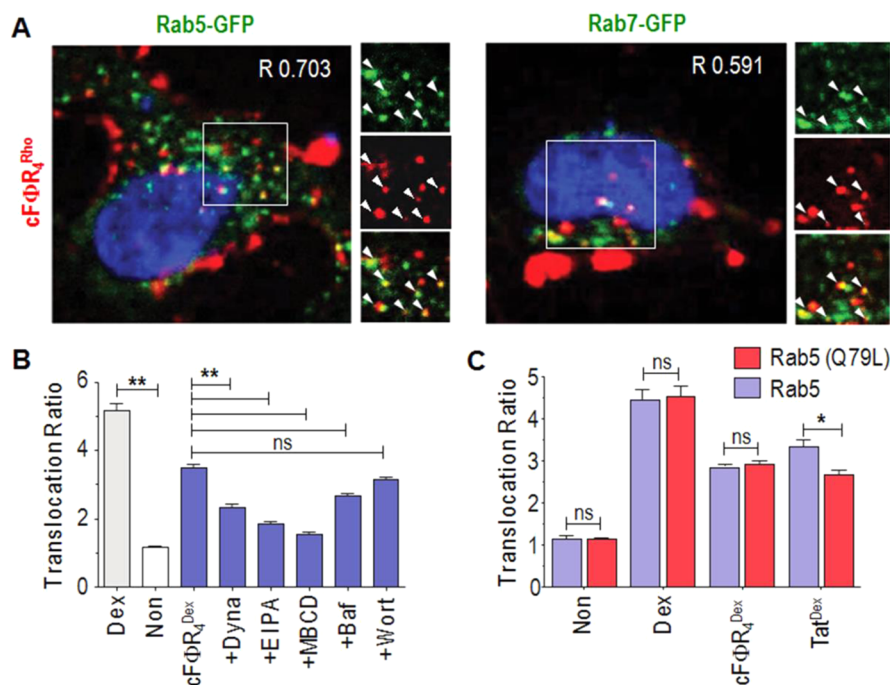 A
Rab5-GFP
Rab7-GFP
cFΦR4Rho
R 0.703
R 0.591
B
Translocation Ratio
6
4
2
0
**
**
ns
Dex
Non
cFΦR4Dex
+Dyna
+EIPA
+MBCD
+Baf
+Wort
C
Rab5 (Q79L)
Rab5
Translocation Ratio
5
4
3
2
1
0
ns
ns
ns
*
Non
Dex
cFΦR4Dex
TatDex